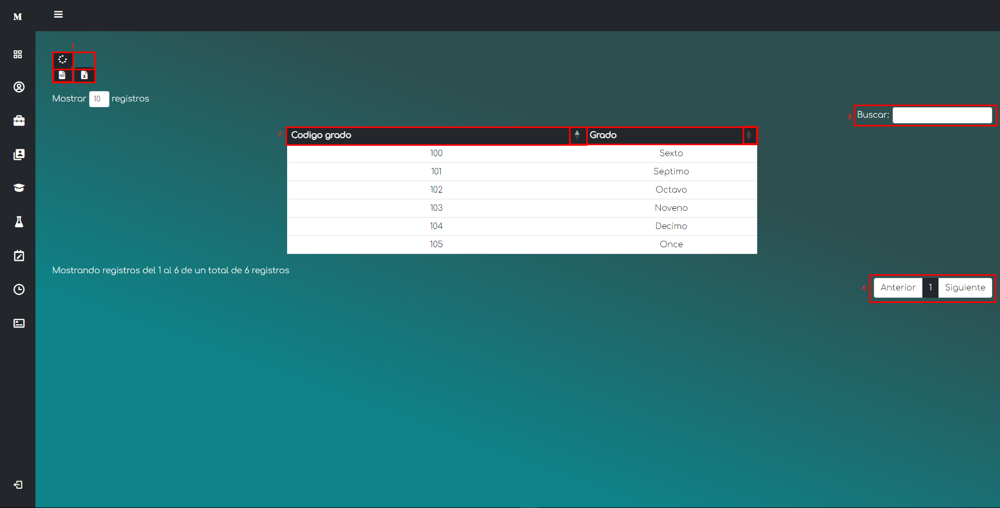 M
1
PDF X
Mostrar 10 registros
3 Buscar:
2 Codigo grado Grado
100 Sexto
101 Septimo
102 Octavo
103 Noveno
104 Decimo
105 Once
Mostrando registros del 1 al 6 de un total de 6 registros
4 Anterior 1 Siguiente